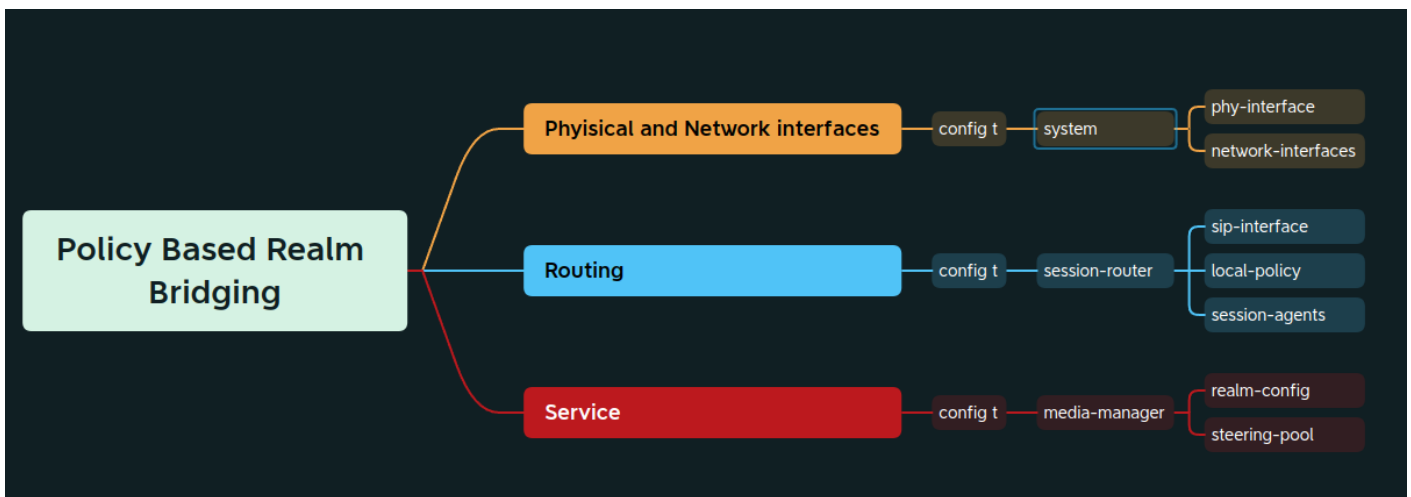 Policy Based Realm
Bridging
Phyisical and Network interfaces
config t
system
phy-interface
network-interfaces
Routing
config t
session-router
sip-interface
local-policy
session-agents
Service
config t
media-manager
realm-config
steering-pool